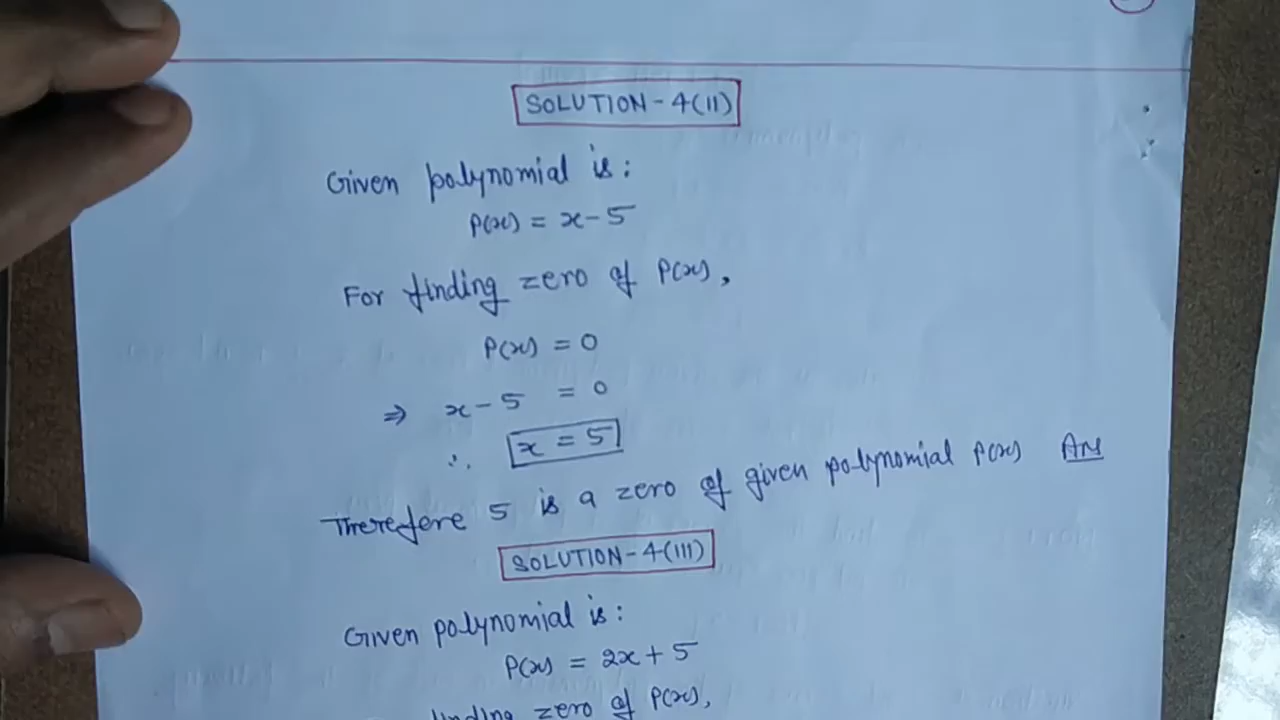 SOLUTION-4(II)
Given polynomial is:
P(x) = x-5
For finding zero of P(x),
P(x) = 0
⇒ x-5 = 0
∴ x = 5
Therefore 5 is a zero of given polynomial P(x) Ans
SOLUTION-4(III)
Given polynomial is:
P(x) = 2x+5
finding zero of P(x),